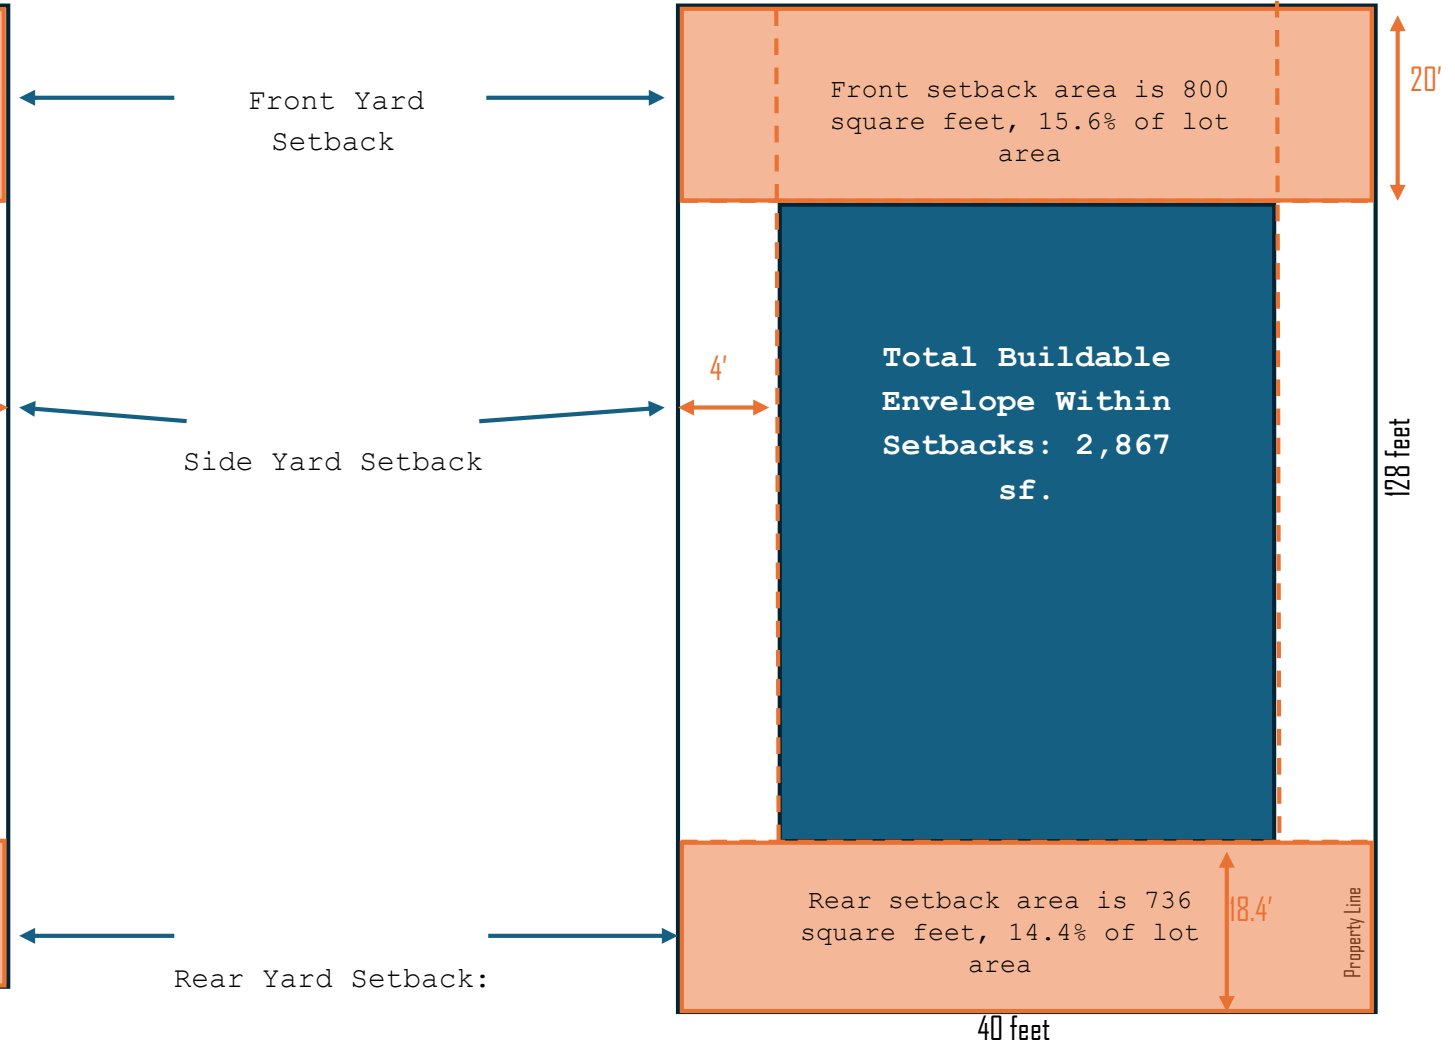 Front Yard
Setback
Side Yard Setback
Rear Yard Setback:
Front setback area is 800
square feet, 15.6% of lot
area
20'
4'
Total Buildable
Envelope Within
Setbacks: 2,867
sf.
128 feet
Rear setback area is 736
square feet, 14.4% of lot
area
18.4'
Property Line
40 feet